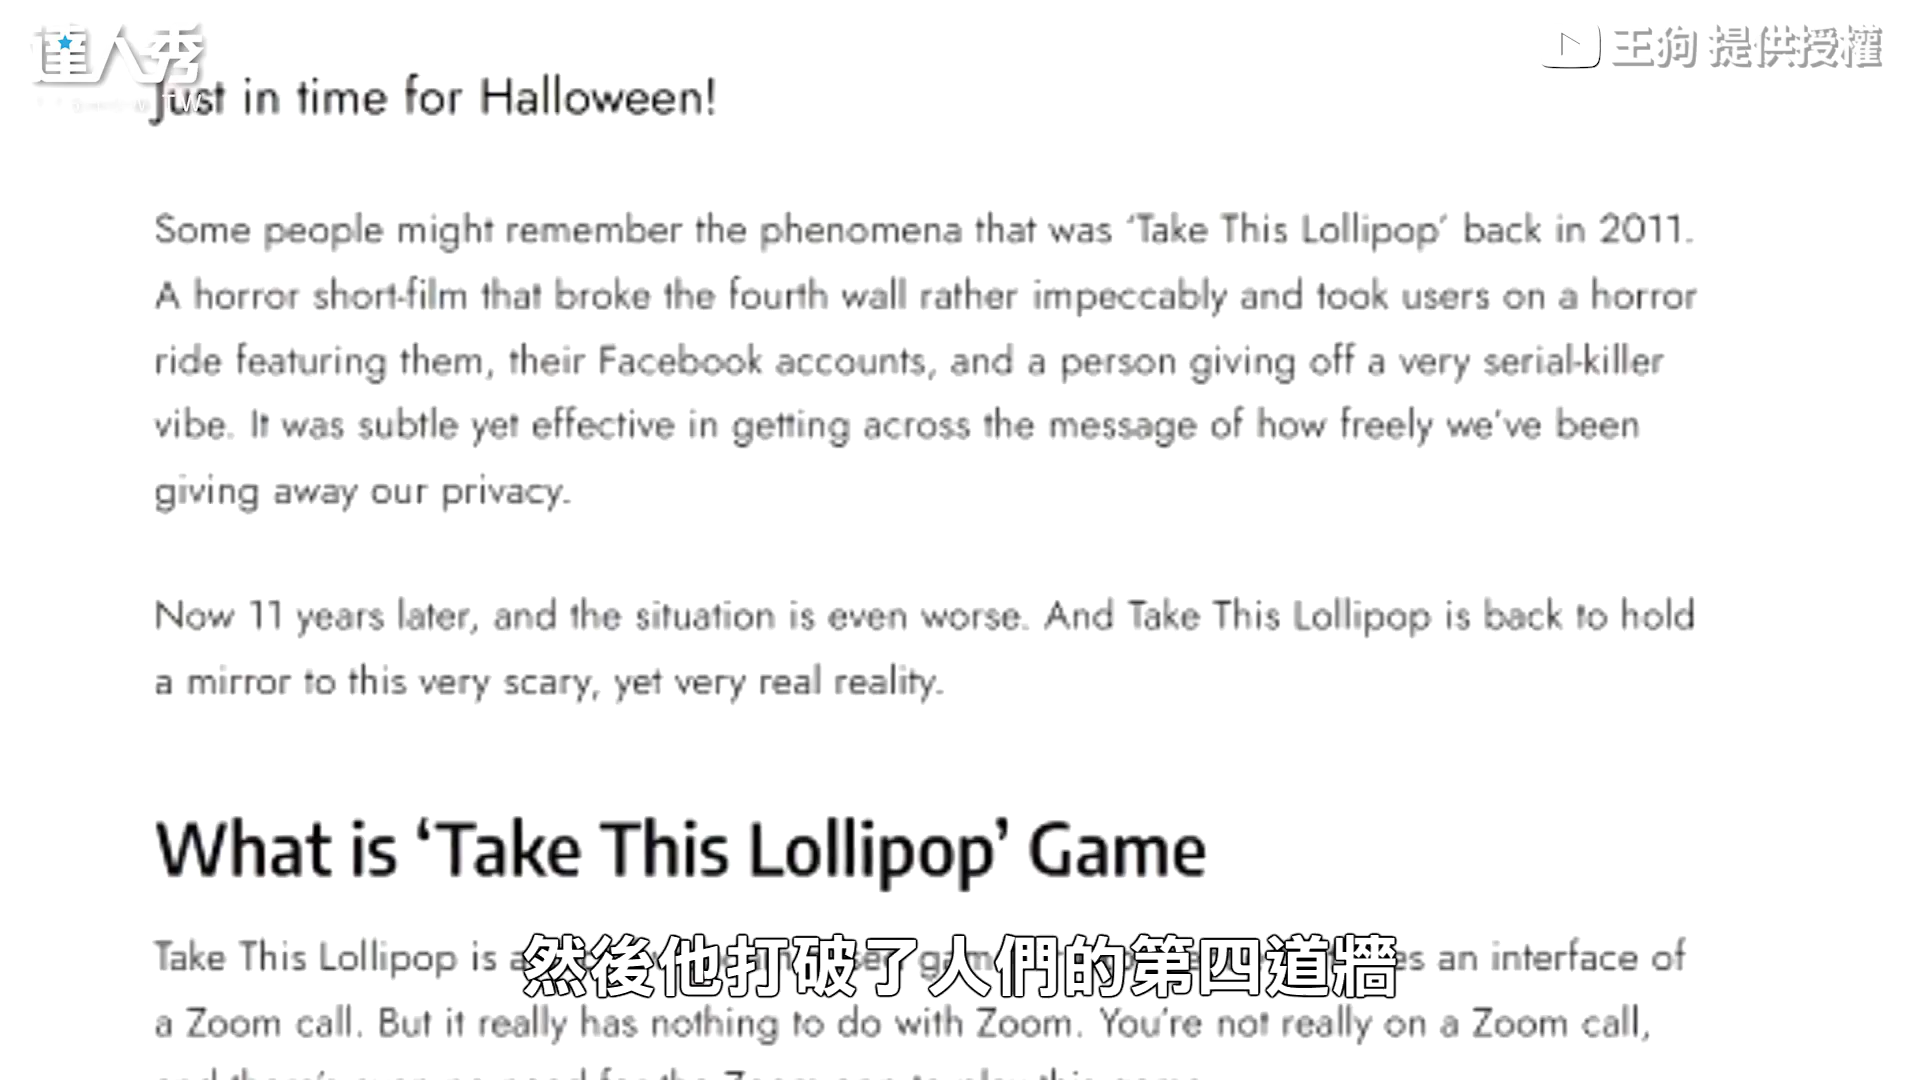 達人秀
王狗 提供授權
Just in time for Halloween!
Some people might remember the phenomena that was ‘Take This Lollipop’ back in 2011.
A horror short-film that broke the fourth wall rather impeccably and took users on a horror
ride featuring them, their Facebook accounts, and a person giving off a very serial-killer
vibe. It was subtle yet effective in getting across the message of how freely we’ve been
giving away our privacy.
Now 11 years later, and the situation is even worse. And Take This Lollipop is back to hold
a mirror to this very scary, yet very real reality.
What is ‘Take This Lollipop’ Game
Take This Lollipop is an interface of
然後他打破了人們的第四道牆
a Zoom call. But it really has nothing to do with Zoom. You’re not really on a Zoom call,